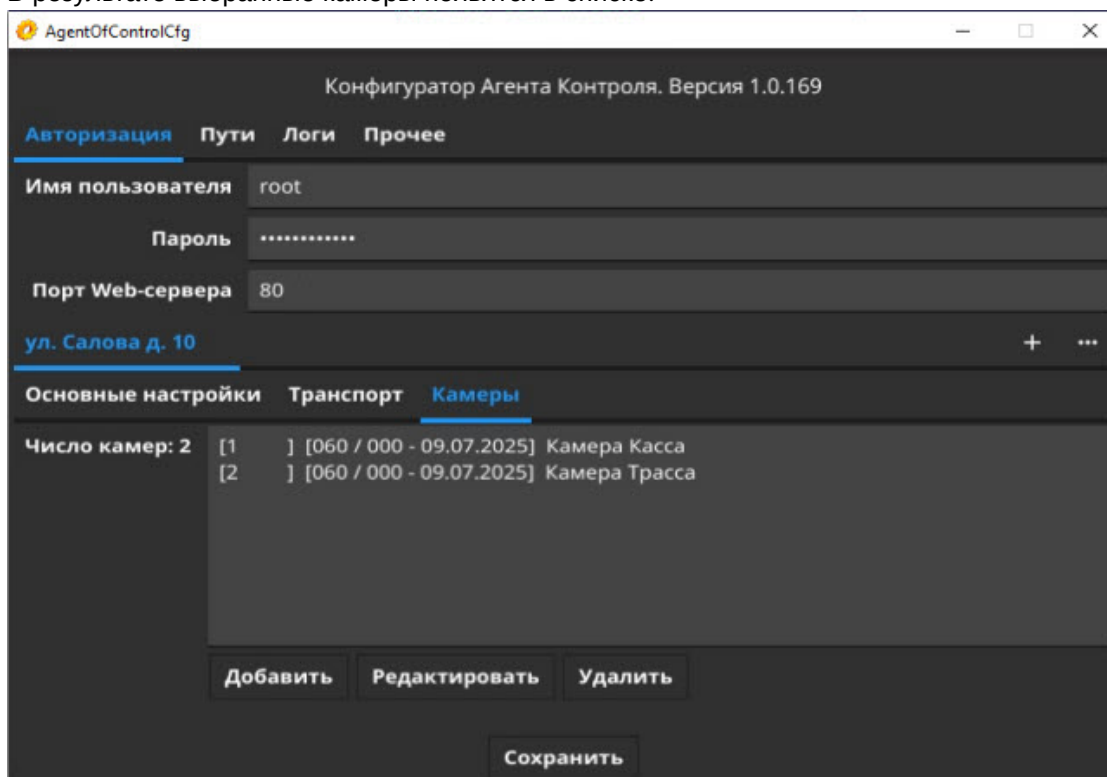 В результате выбранные камеры появятся в списке.
AgentOfControlCfg
Конфигуратор Агента Контроля. Версия 1.0.169
Авторизация Пути Логи Прочее
Имя пользователя root
Пароль ••••••••••••
Порт Web-сервера 80
ул. Салова д. 10 + ...
Основные настройки Транспорт Камеры
Число камер: 2 [1 ] [060 / 000 - 09.07.2025] Камера Касса
[2 ] [060 / 000 - 09.07.2025] Камера Трасса
Добавить Редактировать Удалить
Сохранить